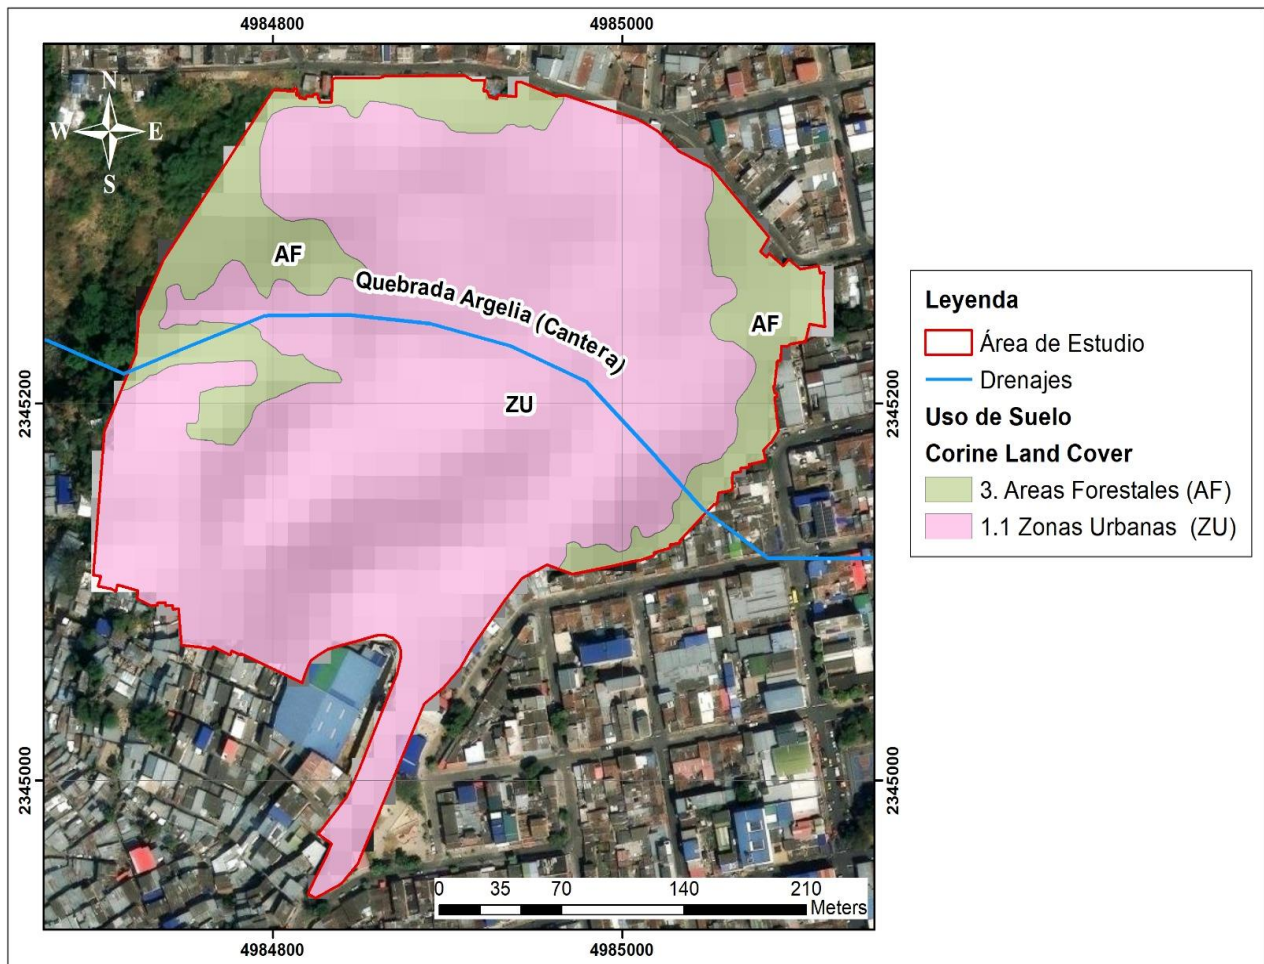 4984800 4985000
N
W E
S
AF
Quebrada Argelia (Cantera)
AF
ZU
2345200 2345200
2345000 2345000
0 35 70 140 210
Meters
4984800 4985000
Leyenda
Área de Estudio
Drenajes
Uso de Suelo
Corine Land Cover
3. Areas Forestales (AF)
1.1 Zonas Urbanas (ZU)